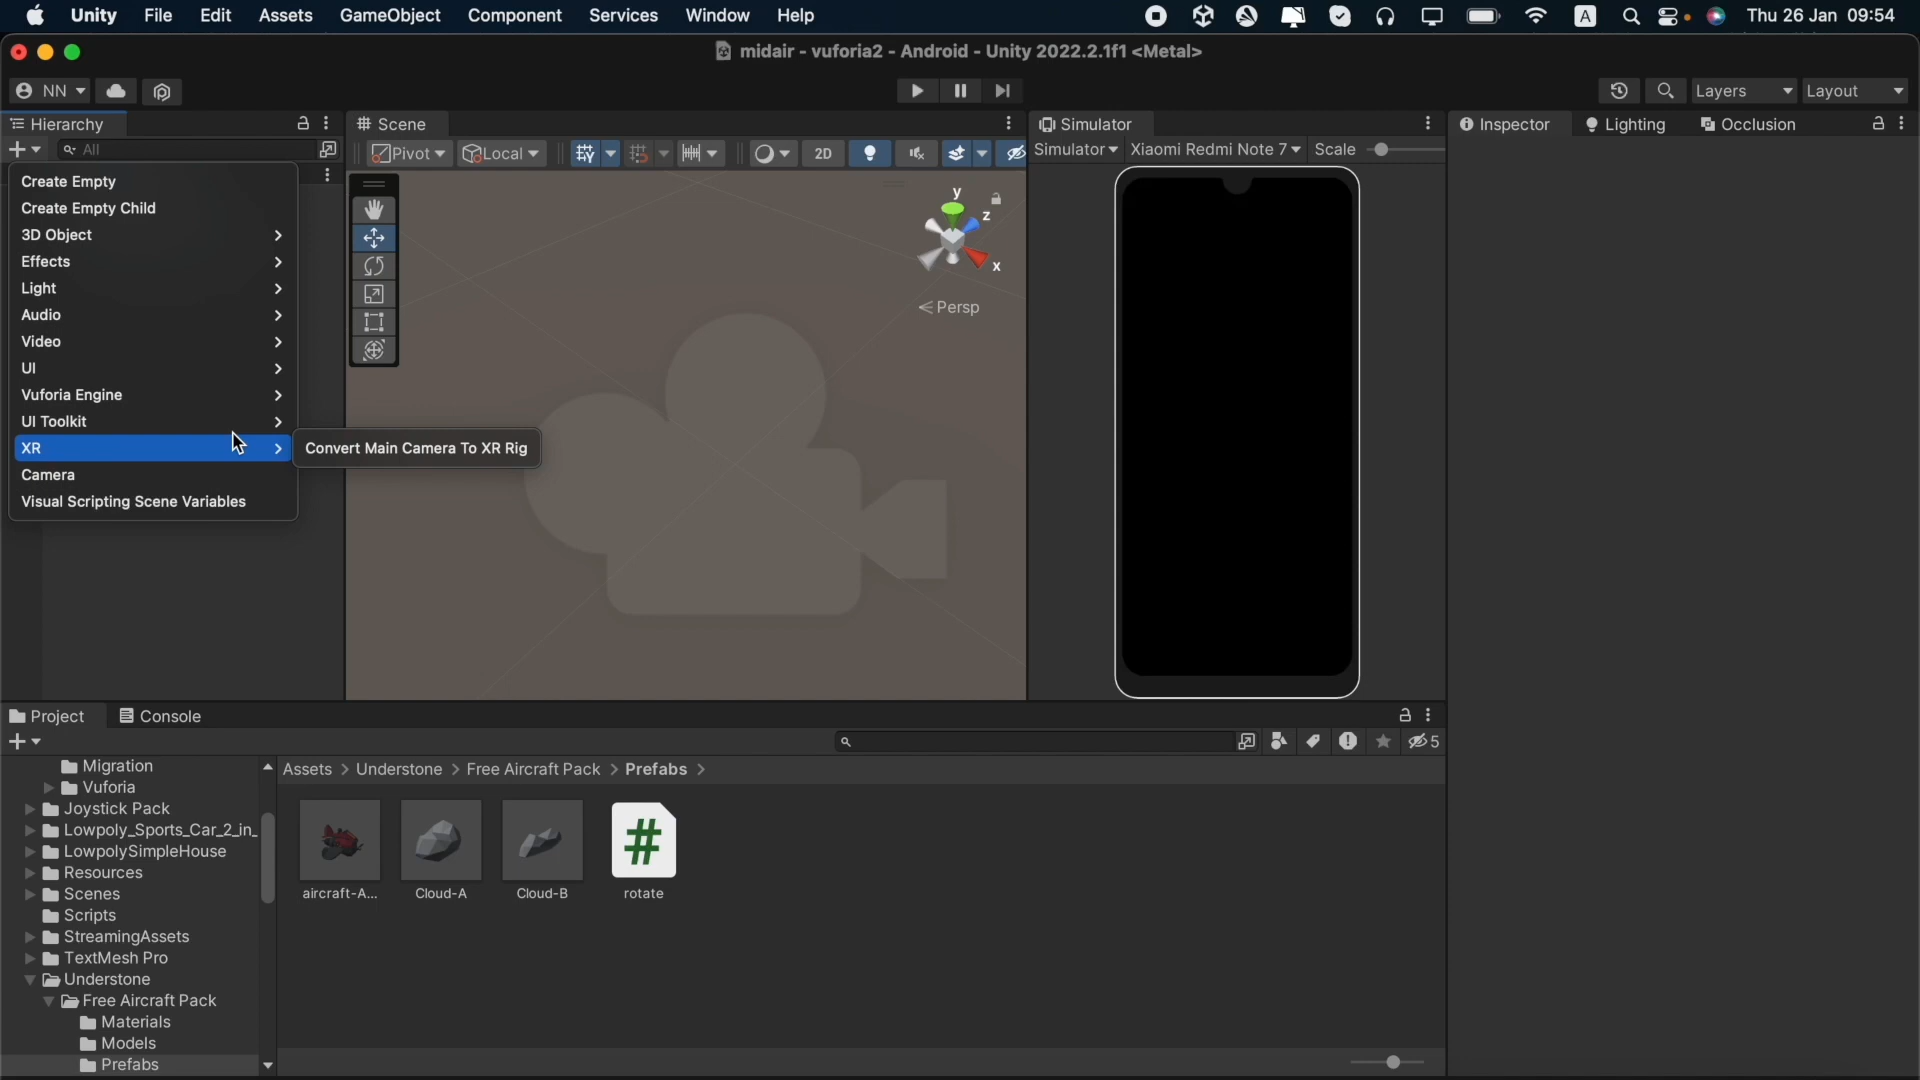 Unity File Edit Assets GameObject Component Services Window Help A Thu 26 Jan 09:54
midair - vuforia2 - Android - Unity 2022.2.1f1 <Metal>
NN Layers Layout
Hierarchy
All
Create Empty
Create Empty Child
3D Object
Effects
Light
Audio
Video
UI
Vuforia Engine
UI Toolkit
XR
Convert Main Camera To XR Rig
Camera
Visual Scripting Scene Variables
Scene
Pivot Local 2D
y
z
x
Persp
Simulator
Simulator Xiaomi Redmi Note 7 Scale
Inspector Lighting Occlusion
Project Console
5
Migration
Vuforia
Joystick Pack
Lowpoly_Sports_Car_2_in_
LowpolySimpleHouse
Resources
Scenes
Scripts
StreamingAssets
TextMesh Pro
Understone
Free Aircraft Pack
Materials
Models
Prefabs
Assets > Understone > Free Aircraft Pack > Prefabs >
#
aircraft-A... Cloud-A Cloud-B rotate